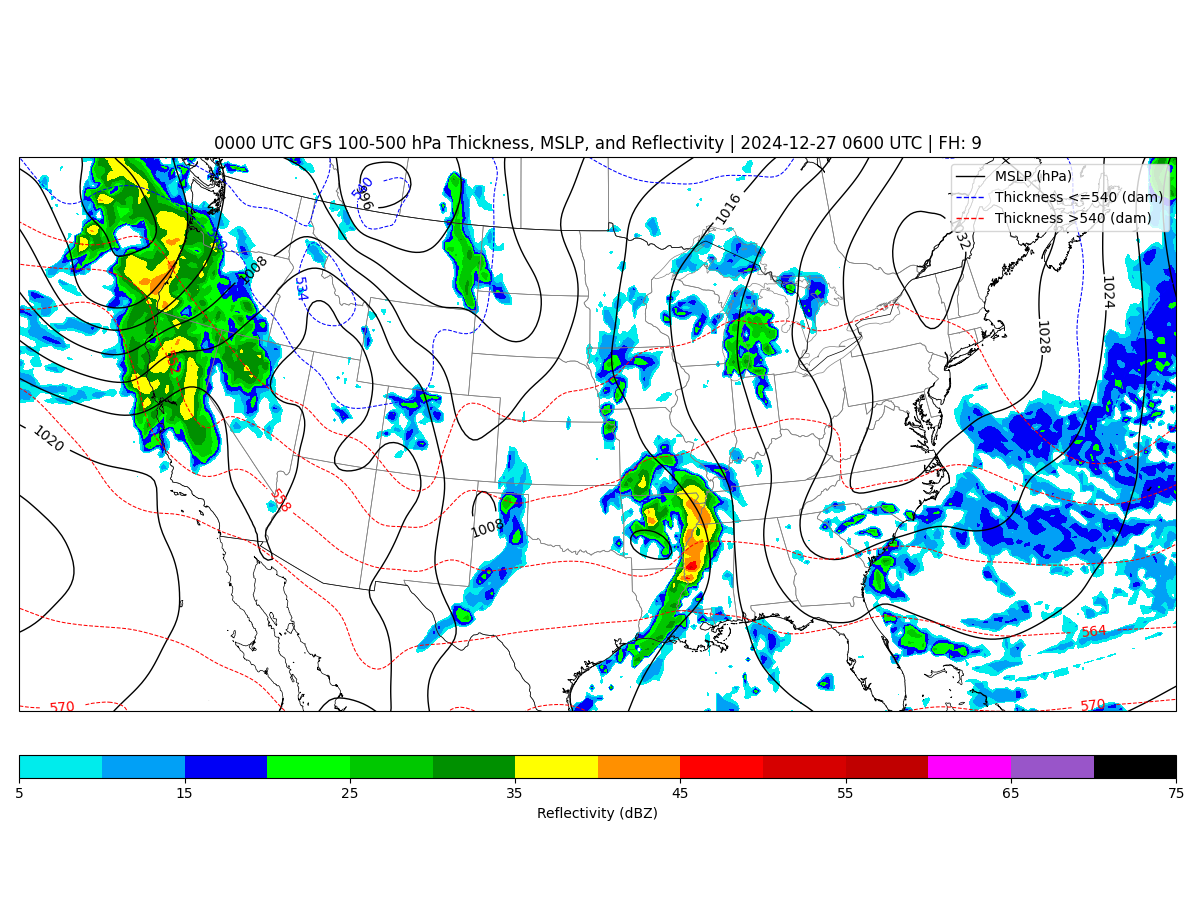 0000 UTC GFS 100-500 hPa Thickness, MSLP, and Reflectivity | 2024-12-27 0600 UTC | FH: 9
MSLP (hPa)
Thickness <=540 (dam)
Thickness >540 (dam)
996
1016
1032
1008
534
1024
1028
1020
1008
564
570
570
5 15 25 35 45 55 65 75
Reflectivity (dBZ)